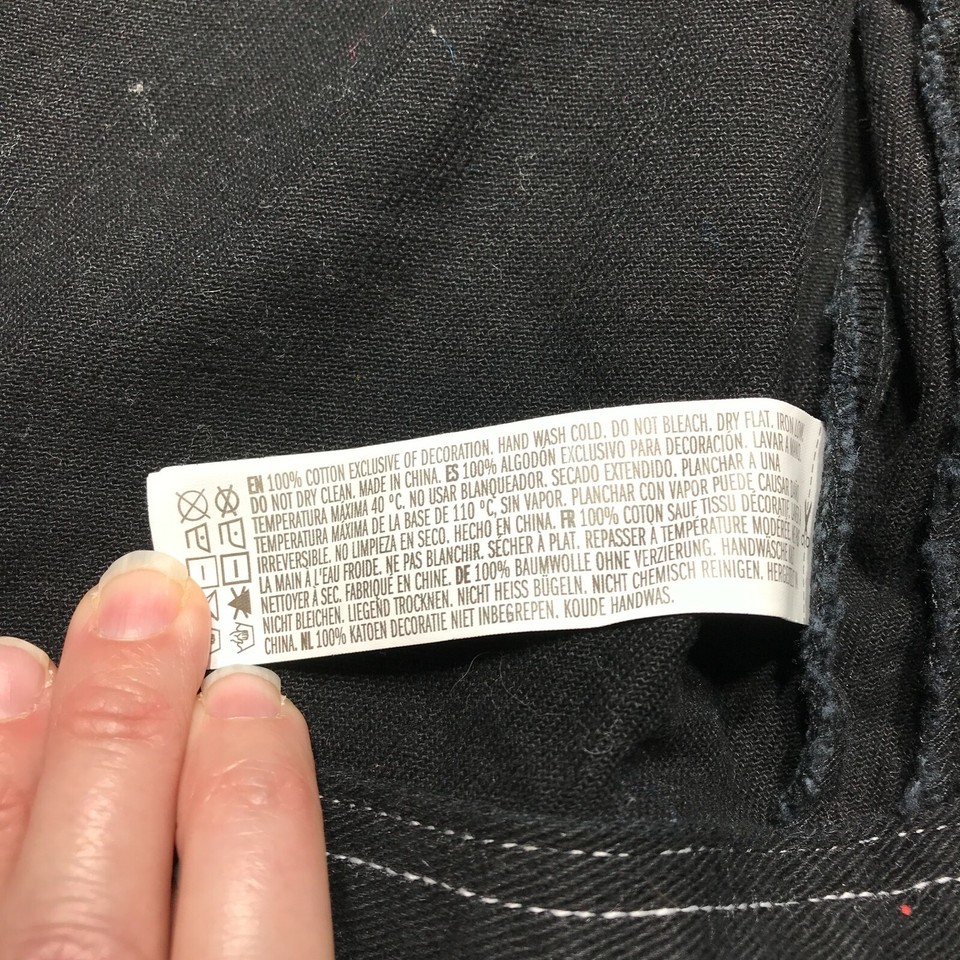 EN 100% COTTON EXCLUSIVE OF DECORATION. HAND WASH COLD. DO NOT BLEACH. DRY FLAT. IRON LOW
DO NOT DRY CLEAN. MADE IN CHINA. ES 100% ALGODÓN EXCLUSIVO PARA DECORACIÓN. LAVAR A MANO
TEMPERATURA MÁXIMA 40 ºC. NO USAR BLANQUEADOR. SECADO EXTENDIDO. PLANCHAR A UNA
TEMPERATURA MÁXIMA DE LA BASE DE 110 ºC, SIN VAPOR. PLANCHAR CON VAPOR PUEDE CAUSAR
IRREVERSIBLE. NO LIMPIEZA EN SECO. HECHO EN CHINA. FR 100% COTON SAUF TISSU DÉCORATIF
LA MAIN À L'EAU FROIDE. NE PAS BLANCHIR. SÉCHER À PLAT. REPASSER À TEMPÉRATURE MODÉRÉE
NETTOYER À SEC. FABRIQUÉ EN CHINE. DE 100% BAUMWOLLE OHNE VERZIERUNG. HANDWÄSCHE
NICHT BLEICHEN. LIEGEND TROCKNEN. NICHT HEISS BÜGELN. NICHT CHEMISCH REINIGEN.
CHINA. NL 100% KATOEN DECORATIE NIET INBEGREPEN. KOUDE HANDWAS.